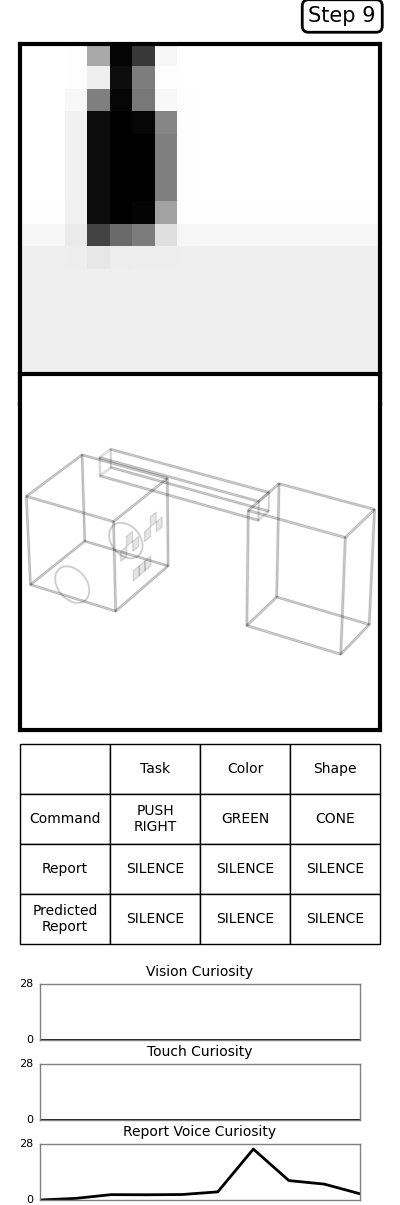 Step 9
Task Color Shape
Command PUSH RIGHT GREEN CONE
Report SILENCE SILENCE SILENCE
Predicted Report SILENCE SILENCE SILENCE
Vision Curiosity
28
0
Touch Curiosity
28
0
Report Voice Curiosity
28
0